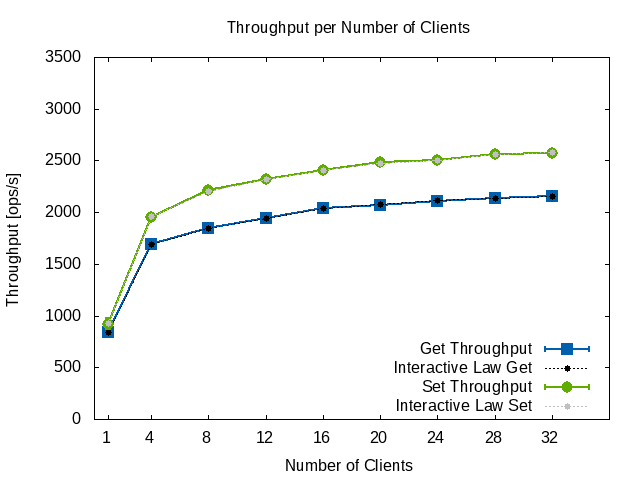 Throughput per Number of Clients
3500
3000
2500
2000
1500
1000
500
0
Throughput [ops/s]
Get Throughput
Interactive Law Get
Set Throughput
Interactive Law Set
1 4 8 12 16 20 24 28 32
Number of Clients